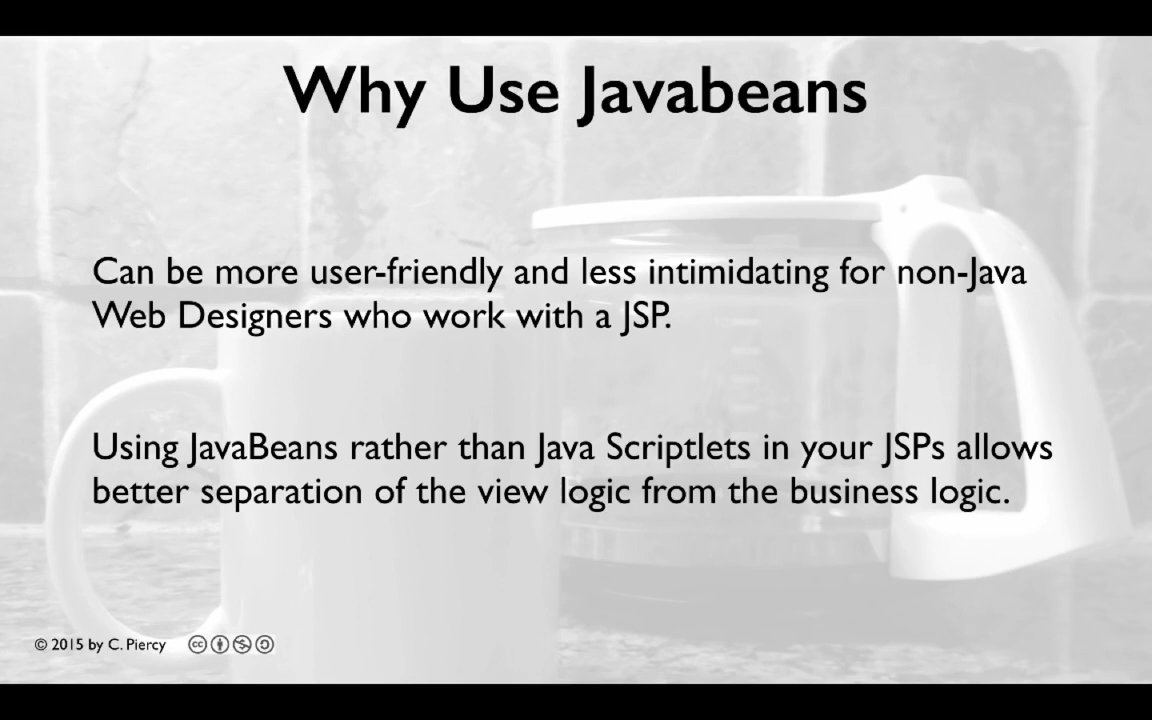 Why Use Javabeans
Can be more user-friendly and less intimidating for non-Java
Web Designers who work with a JSP.
Using JavaBeans rather than Java Scriptlets in your JSPs allows
better separation of the view logic from the business logic.
© 2015 by C. Piercy